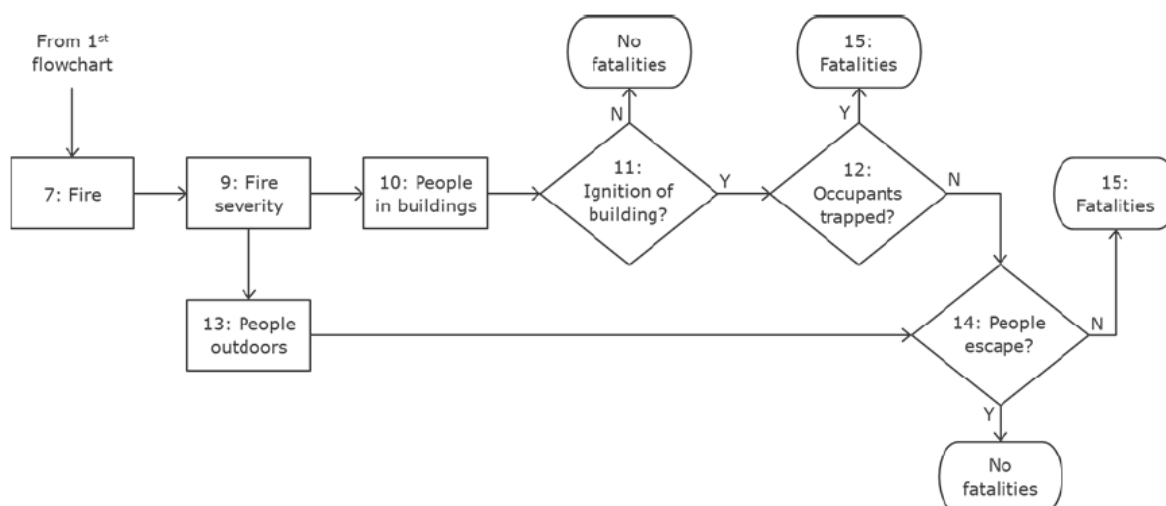 From 1st
flowchart
No
fatalities
15:
Fatalities
N
Y
7: Fire
9: Fire
severity
10: People
in buildings
11:
Ignition of
building?
Y
12:
Occupants
trapped?
N
15:
Fatalities
13: People
outdoors
14: People
escape?
N
Y
No
fatalities